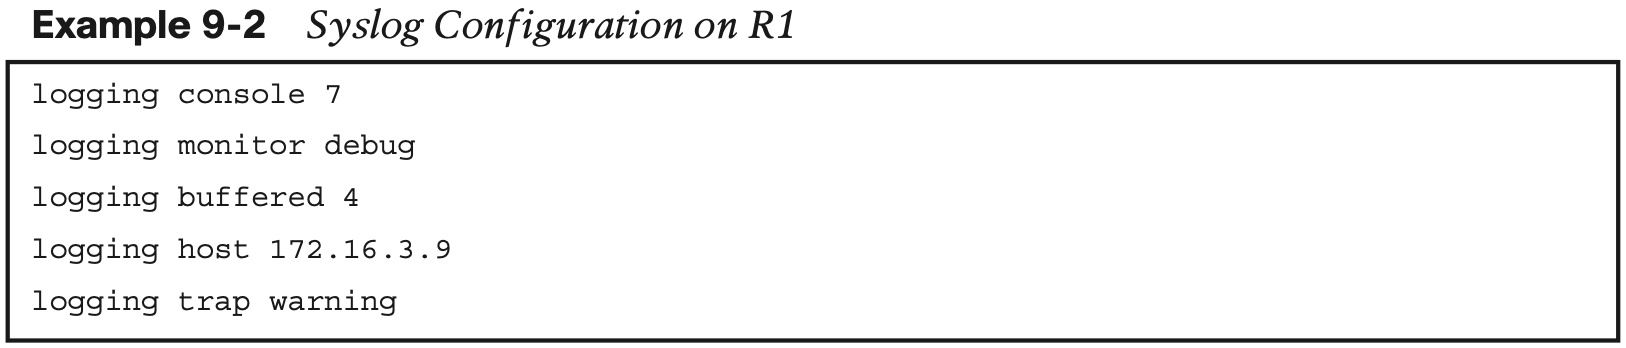 Example 9-2 Syslog Configuration on R1
logging console 7
logging monitor debug
logging buffered 4
logging host 172.16.3.9
logging trap warning